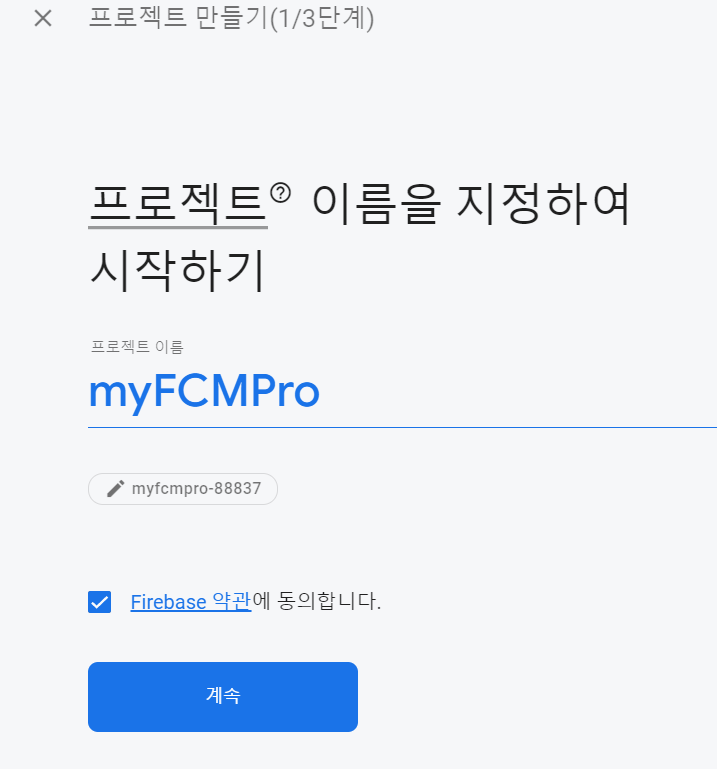 프로젝트 만들기(1/3단계)
프로젝트? 이름을 지정하여
시작하기
프로젝트 이름
myFCMPro
myfcmpro-88837
Firebase 약관에 동의합니다.
계속